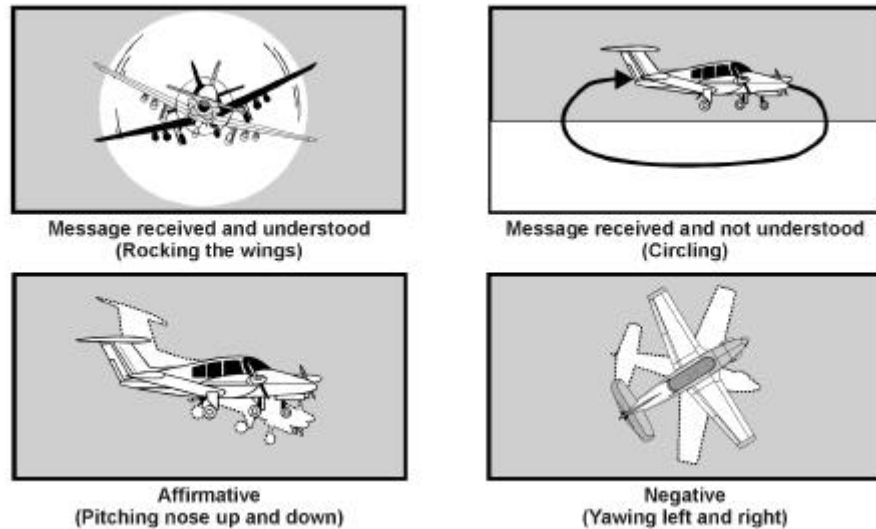 Message received and understood
(Rocking the wings)
Message received and not understood
(Circling)
Affirmative
(Pitching nose up and down)
Negative
(Yawing left and right)